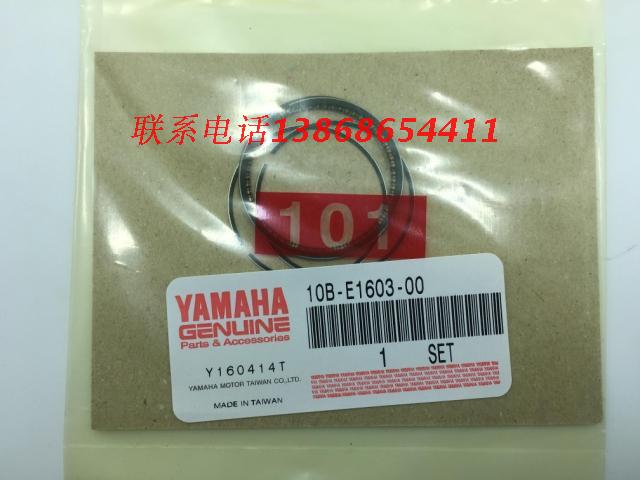 联系电话13868654411
101
YAMAHA
GENUINE
Parts & Accessories
10B-E1603-00
1 SET
Y160414T
YAMAHA MOTOR TAIWAN CO.,LTD.
MADE IN TAIWAN